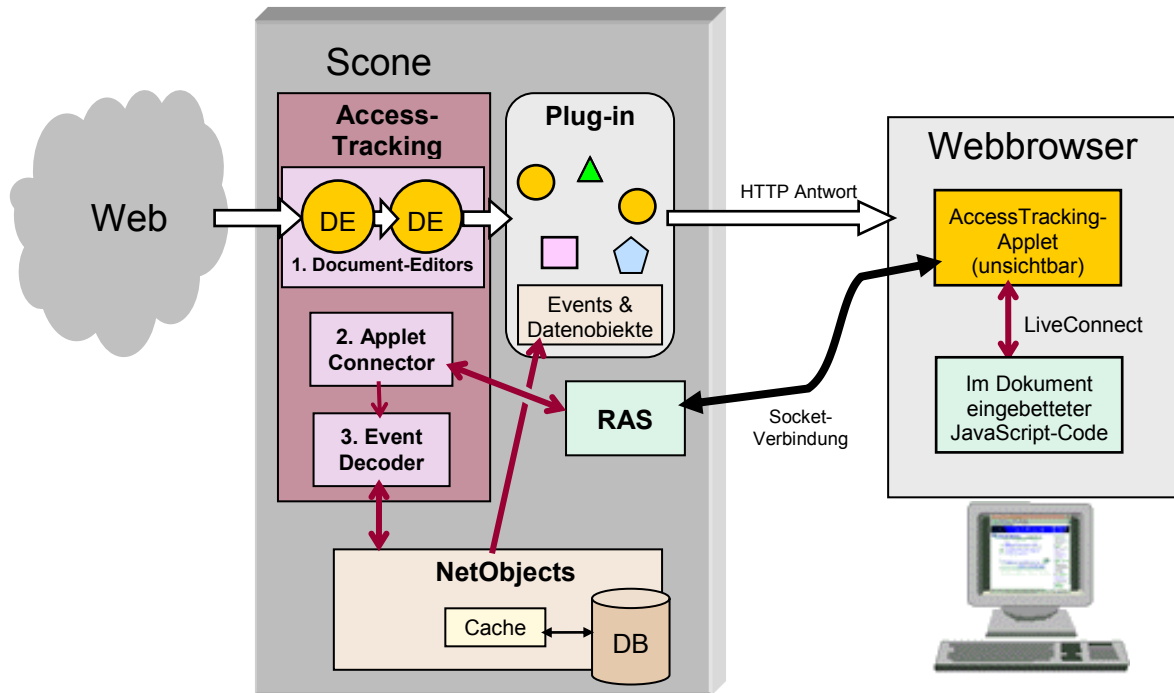 Scone
Web
Access-
Tracking
DE
DE
1. Document-Editors
2. Applet
Connector
3. Event
Decoder
Plug-in
Events &
Datenobiekte
RAS
NetObjects
Cache
DB
HTTP Antwort
Socket-
Verbindung
Webbrowser
AccessTracking-
Applet
(unsichtbar)
LiveConnect
Im Dokument
eingebetteter
JavaScript-Code